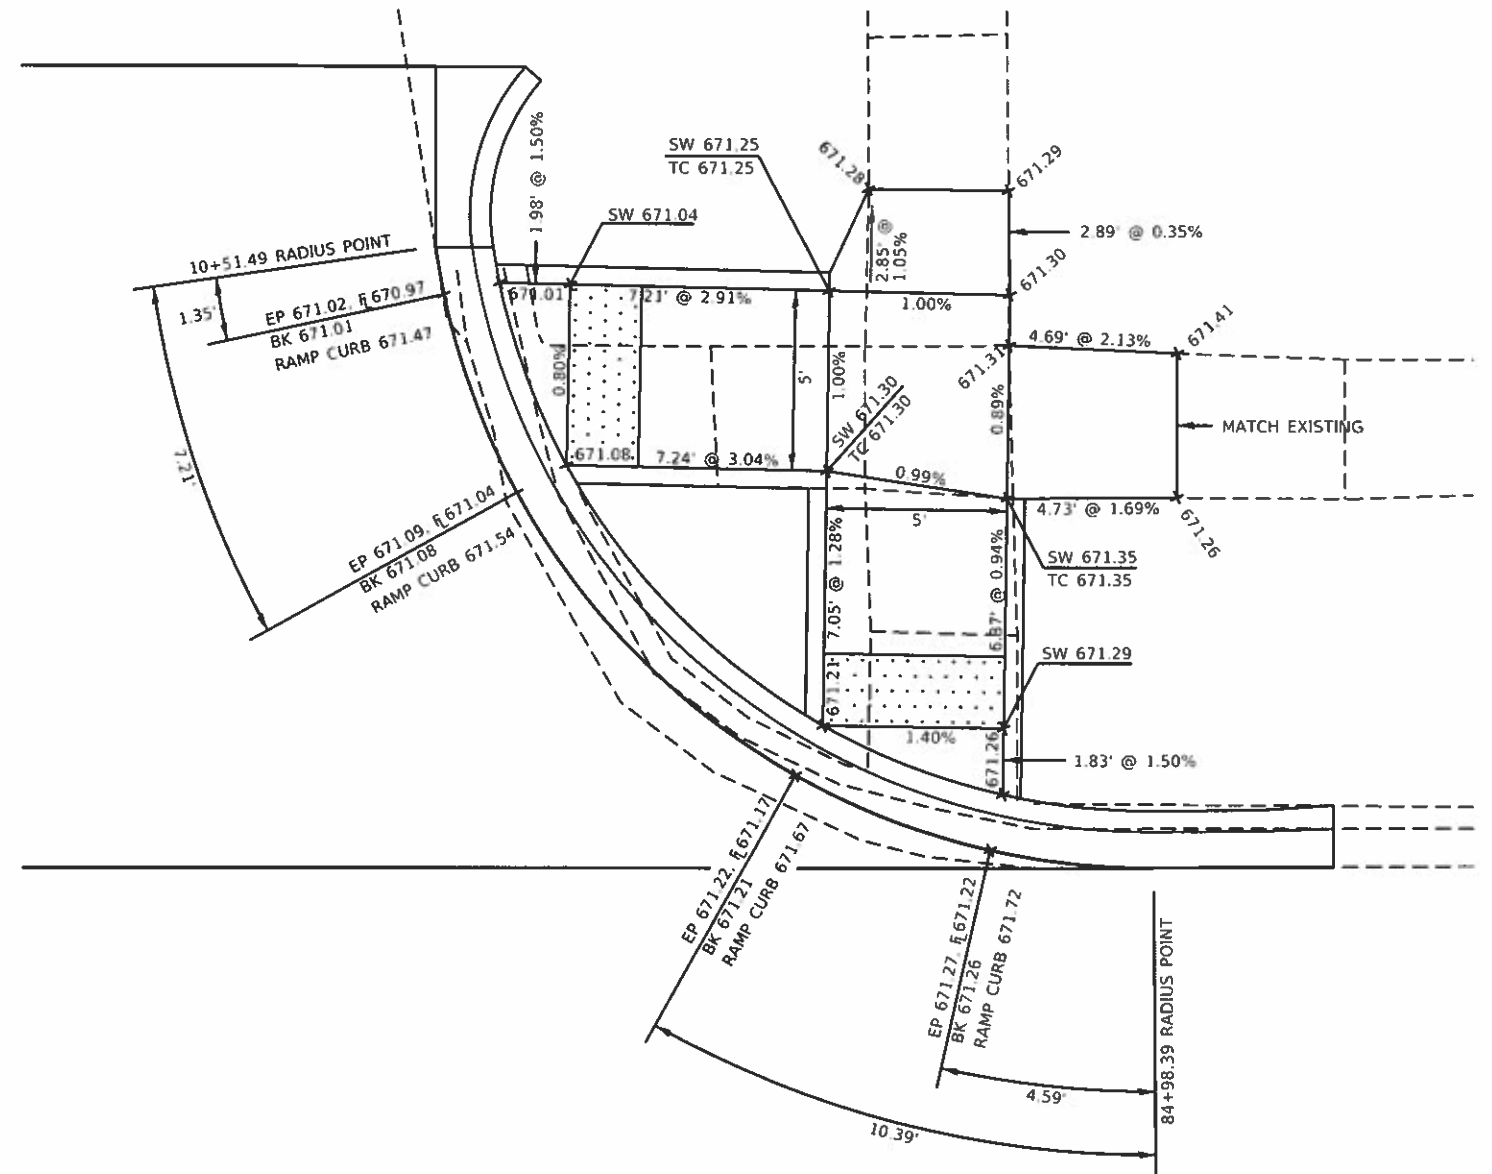 1.98' @ 1.50%
SW 671.25
TC 671.25
671.28
671.29
SW 671.04
2.85' @
1.05%
2.89' @ 0.35%
10+51.49 RADIUS POINT
671.30
1.35'
EP 671.02, FL 670.97
BK 671.01
RAMP CURB 671.47
671.01
7.21' @ 2.91%
1.00%
4.69' @ 2.13%
671.41
671.31
0.80%
5'
1.00%
SW 671.30
TC 671.30
0.89%
MATCH EXISTING
7.21'
671.08
7.24' @ 3.04%
0.99%
5'
4.73' @ 1.69%
671.26
EP 671.09, FL 671.04
BK 671.08
RAMP CURB 671.54
7.05' @ 1.28%
6.87' @ 0.94%
SW 671.35
TC 671.35
SW 671.29
671.21
1.40%
671.26
1.83' @ 1.50%
EP 671.22, FL 671.17
BK 671.21
RAMP CURB 671.67
EP 671.27, FL 671.22
BK 671.26
RAMP CURB 671.72
84+98.39 RADIUS POINT
4.59'
10.39'